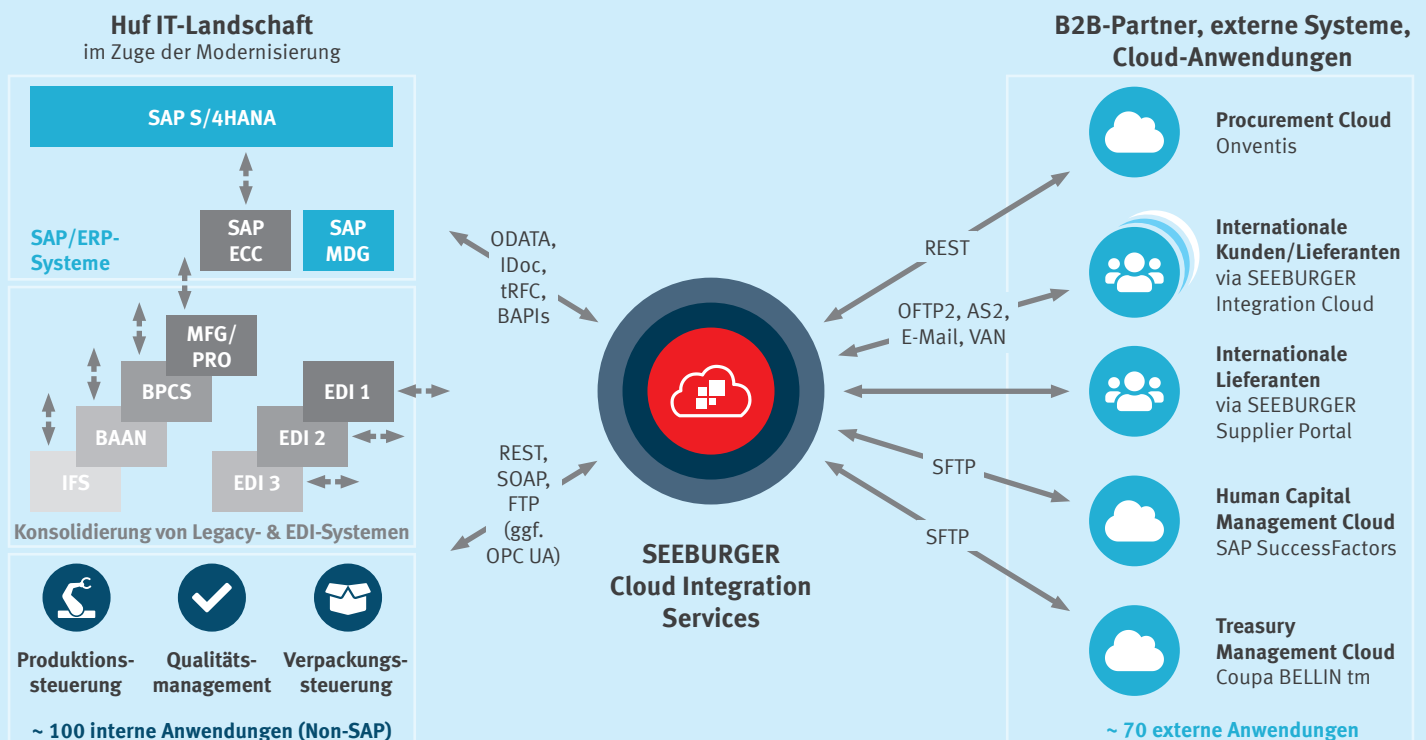 Huf IT-Landschaft
im Zuge der Modernisierung
SAP S/4HANA
SAP/ERP-
Systeme
SAP
ECC
SAP
MDG
MFG/
PRO
BPCS
BAAN
IFS
EDI 1
EDI 2
EDI 3
Konsolidierung von Legacy- & EDI-Systemen
Produktions-
steuerung
Qualitäts-
management
Verpackungs-
steuerung
~ 100 interne Anwendungen (Non-SAP)
ODATA,
IDoc,
tRFC,
BAPIs
REST,
SOAP,
FTP
(ggf.
OPC UA)
SEEBURGER
Cloud Integration
Services
REST
OFTP2, AS2,
E-Mail, VAN
SFTP
SFTP
B2B-Partner, externe Systeme,
Cloud-Anwendungen
Procurement Cloud
Onventis
Internationale
Kunden/Lieferanten
via SEEBURGER
Integration Cloud
Internationale
Lieferanten
via SEEBURGER
Supplier Portal
Human Capital
Management Cloud
SAP SuccessFactors
Treasury
Management Cloud
Coupa BELLIN tm
~ 70 externe Anwendungen